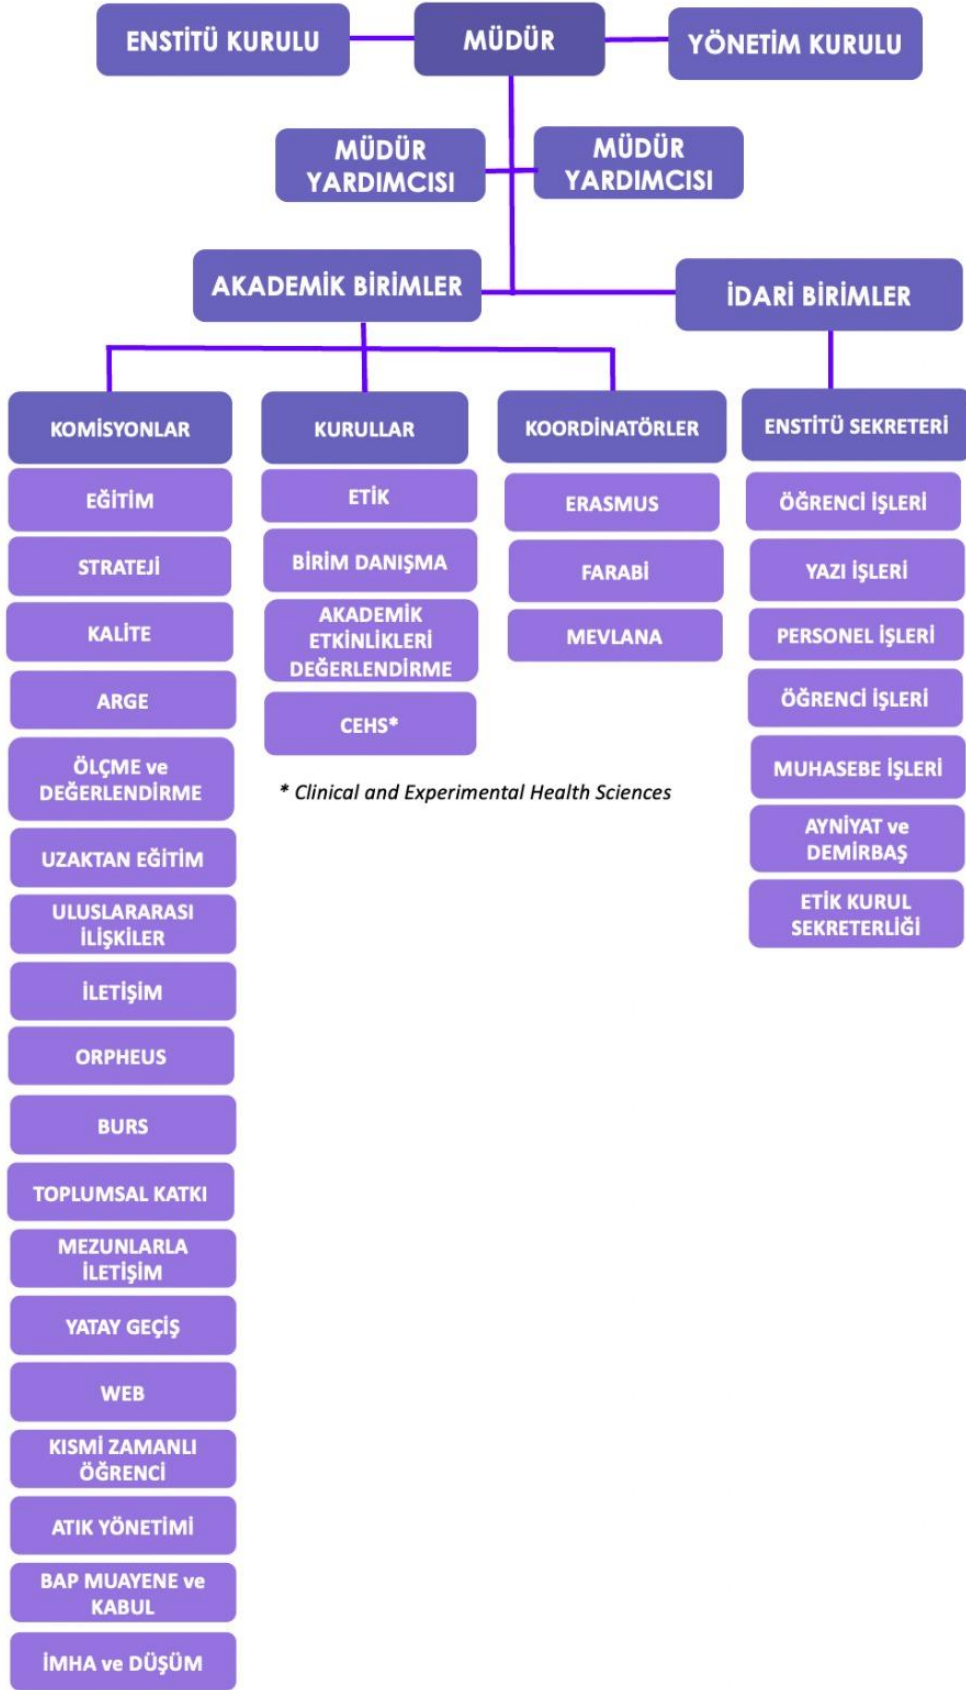 ENSTİTÜ KURULU
MÜDÜR
YÖNETİM KURULU
MÜDÜR
YARDIMCISI
MÜDÜR
YARDIMCISI
AKADEMİK BİRİMLER
İDARİ BİRİMLER
KOMİSYONLAR
EĞİTİM
STRATEJİ
KALİTE
ARGE
ÖLÇME ve
DEĞERLENDİRME
UZAKTAN EĞİTİM
ULUSLARARASI
İLİŞKİLER
İLETİŞİM
ORPHEUS
BURS
TOPLUMSAL KATKI
MEZUNLARLA
İLETİŞİM
YATAY GEÇİŞ
WEB
KISMİ ZAMANLI
ÖĞRENCİ
ATIK YÖNETİMİ
BAP MUAYENE ve
KABUL
İMHA ve DÜŞÜM
KURULLAR
ETİK
BİRİM DANIŞMA
AKADEMİK
ETKİNLİKLERİ
DEĞERLENDİRME
CEHS*
* Clinical and Experimental Health Sciences
KOORDİNATÖRLER
ERASMUS
FARABİ
MEVLANA
ENSTİTÜ SEKRETERİ
ÖĞRENCİ İŞLERİ
YAZI İŞLERİ
PERSONEL İŞLERİ
ÖĞRENCİ İŞLERİ
MUHASEBE İŞLERİ
AYNİYAT ve
DEMİRBAŞ
ETİK KURUL
SEKRETERLİĞİ